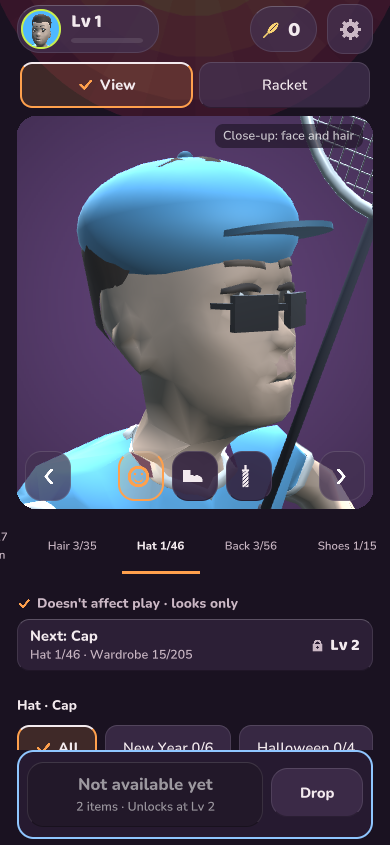 Lv 1
0
View
Racket
Close-up: face and hair
7
n
Hair 3/35
Hat 1/46
Back 3/56
Shoes 1/15
Doesn't affect play · looks only
Next: Cap
Hat 1/46 · Wardrobe 15/205
Lv 2
Hat · Cap
All
New Year 0/6
Halloween 0/4
Not available yet
2 items · Unlocks at Lv 2
Drop